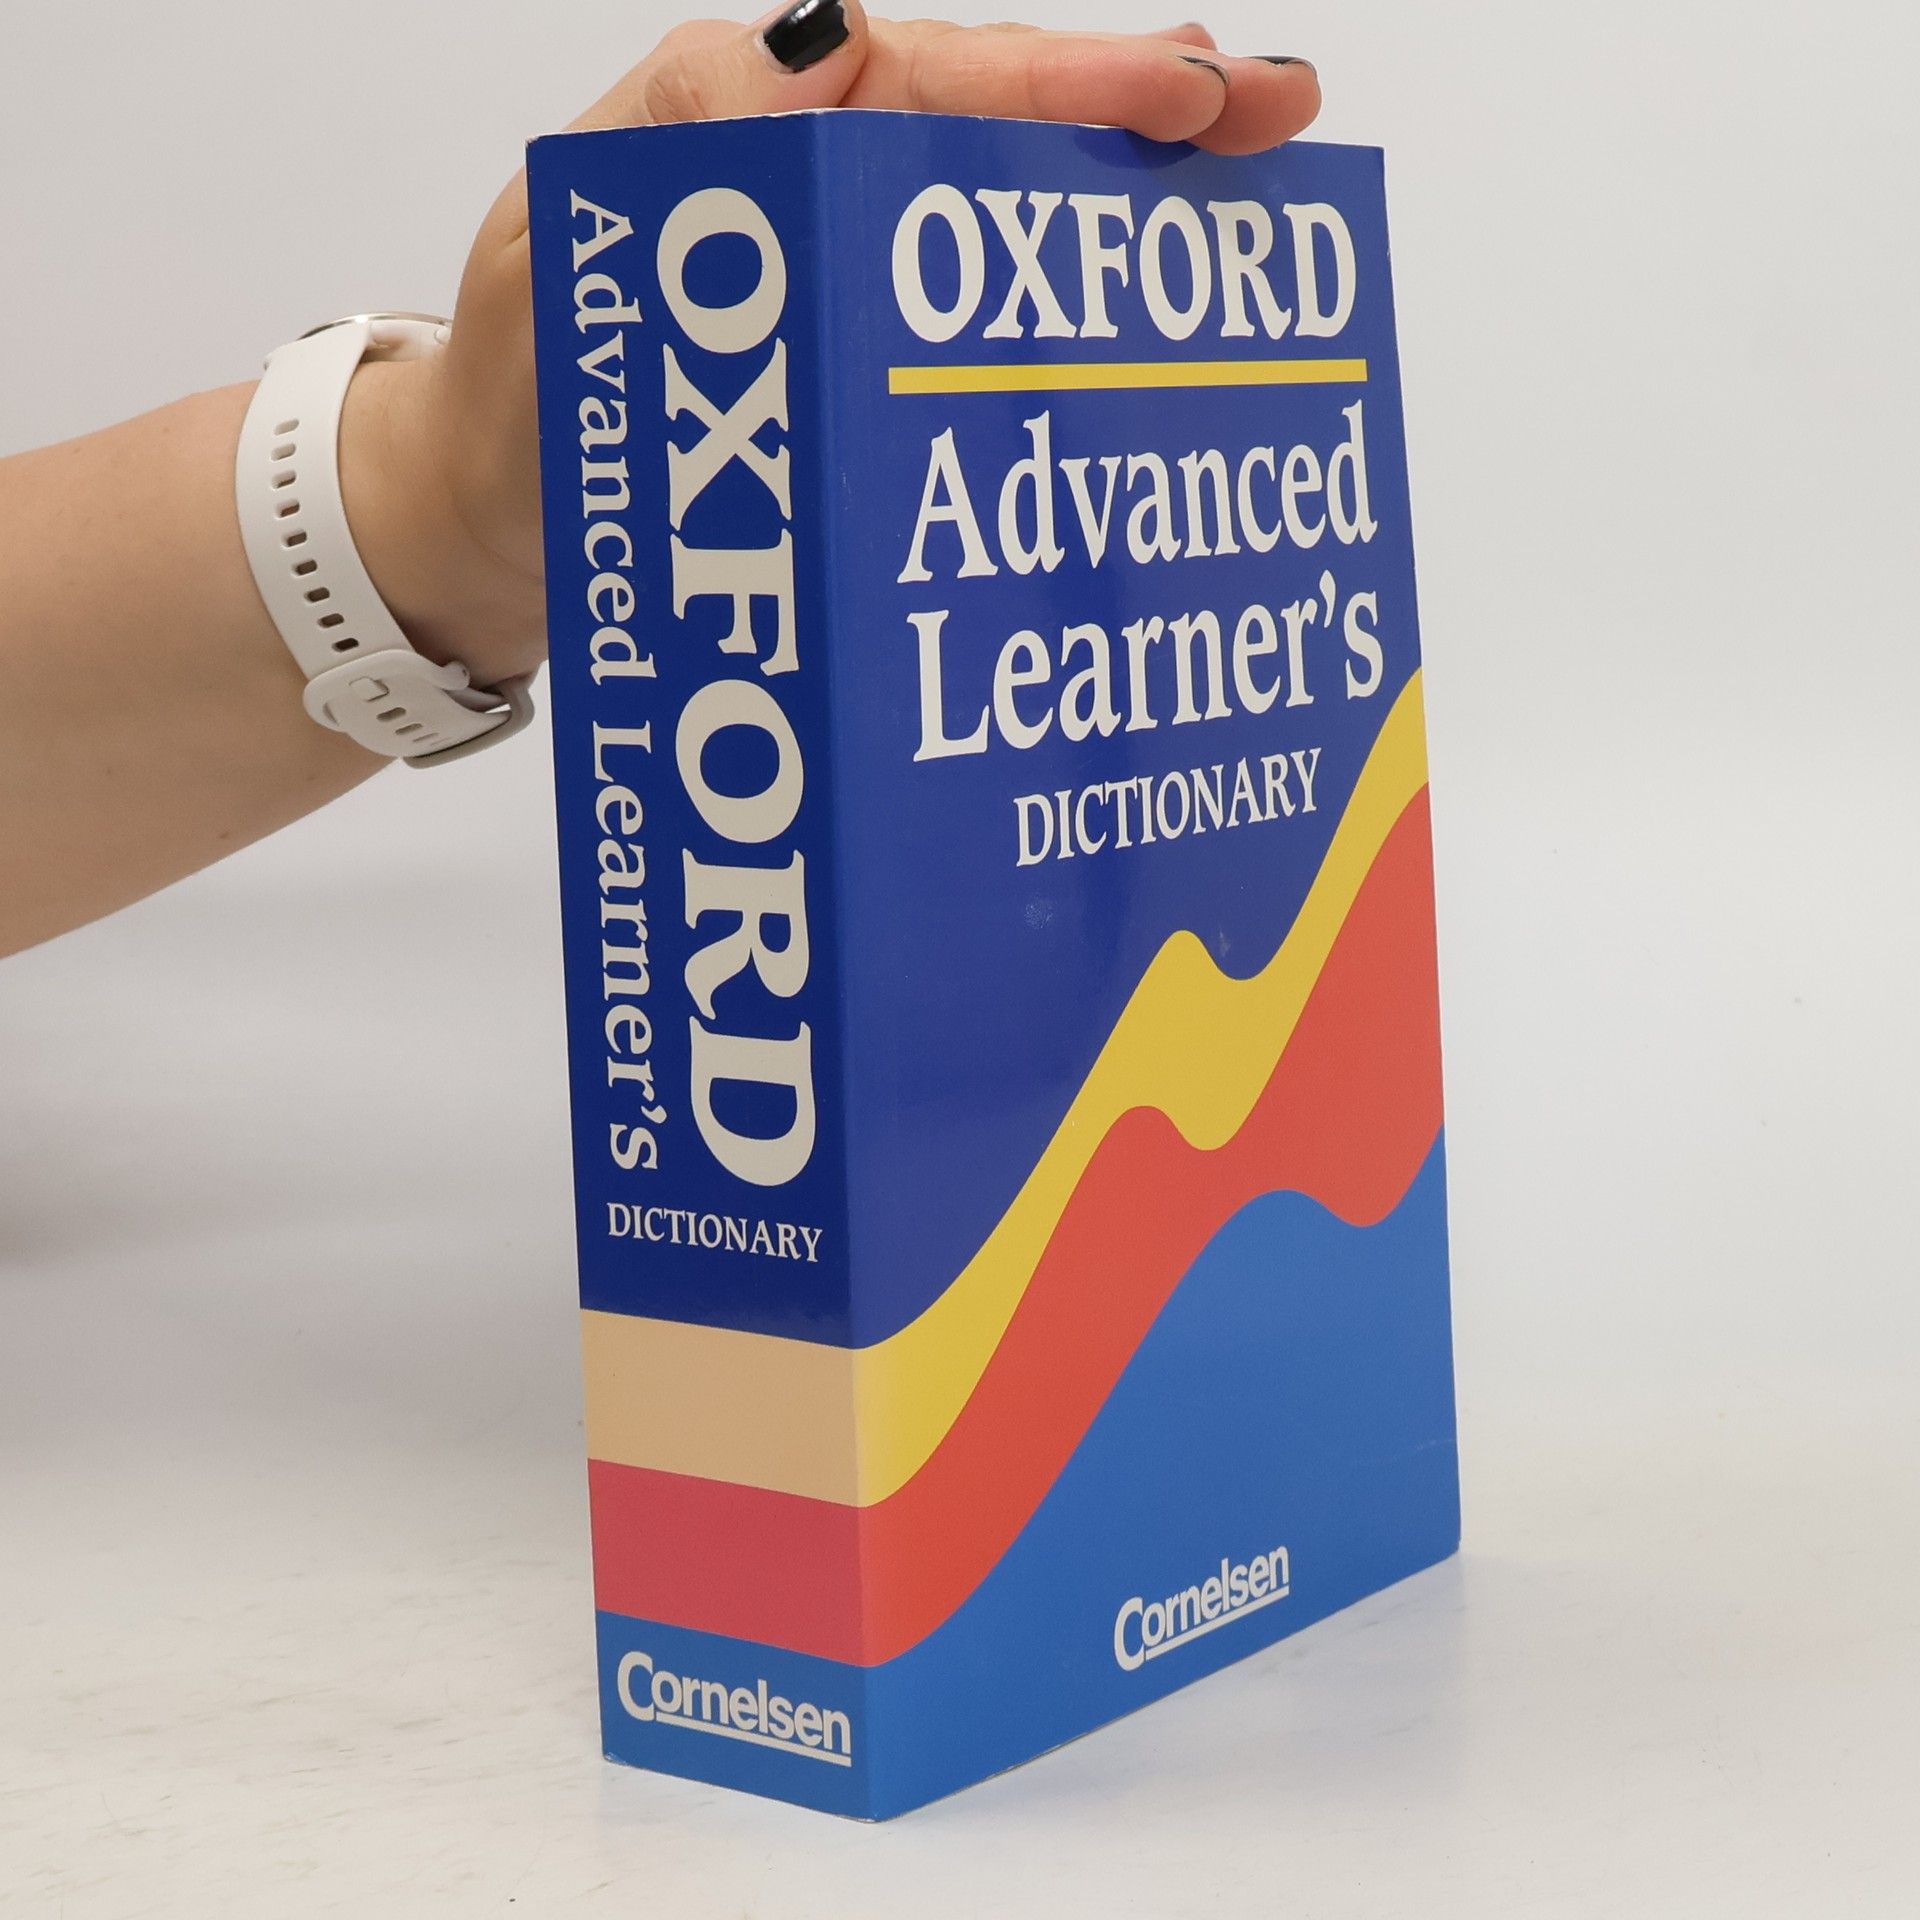 OXFORD
Advanced Learner's
DICTIONARY
Cornelsen
OXFORD
Advanced
Learner's
DICTIONARY
Cornelsen